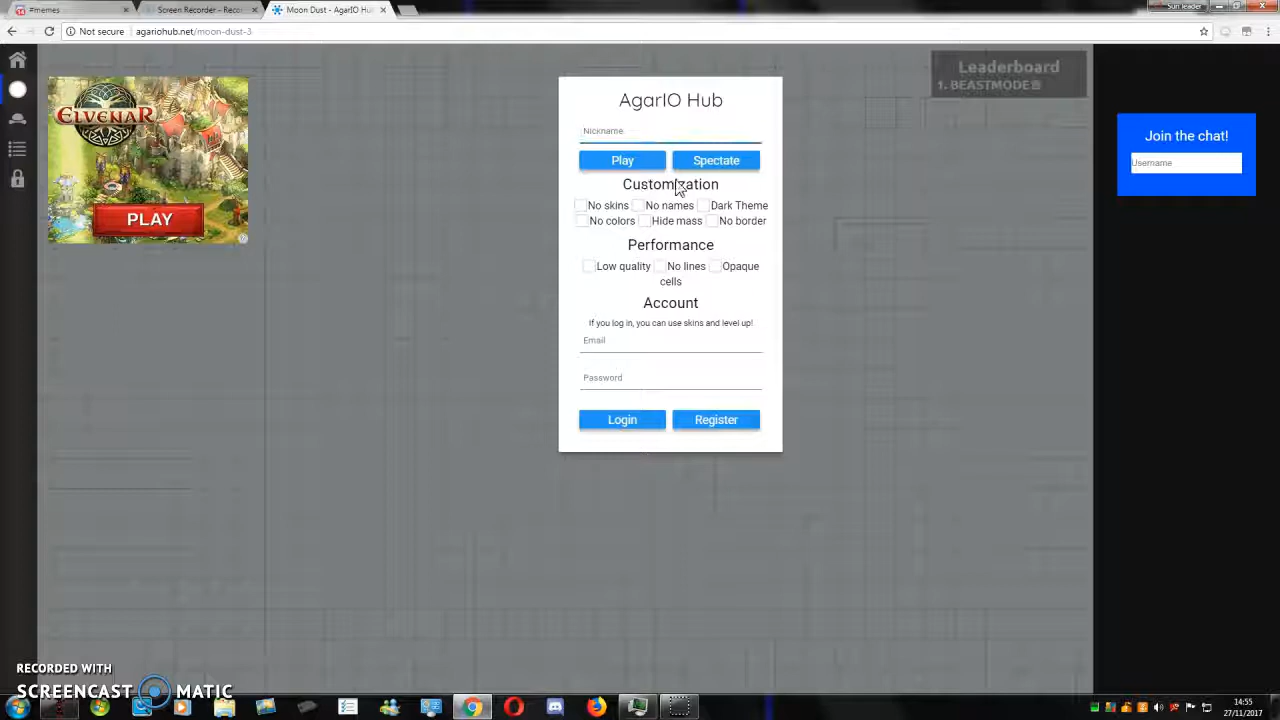 #memes
Screen Recorder – Reco
Moon Dust - AgarIO Hu
Sun leader
Not secure
agariohub.net/moon-dust-3
ELVENAR
PLAY
AgarIO Hub
Nickname
Play
Spectate
Customization
No skins
No names
Dark Theme
No colors
Hide mass
No border
Performance
Low quality
No lines
Opaque
cells
Account
If you log in, you can use skins and level up!
Email
Password
Login
Register
Leaderboard
1. BEASTMODE
Join the chat!
Username
RECORDED WITH
SCREENCAST MATIC
14:55
27/11/2017